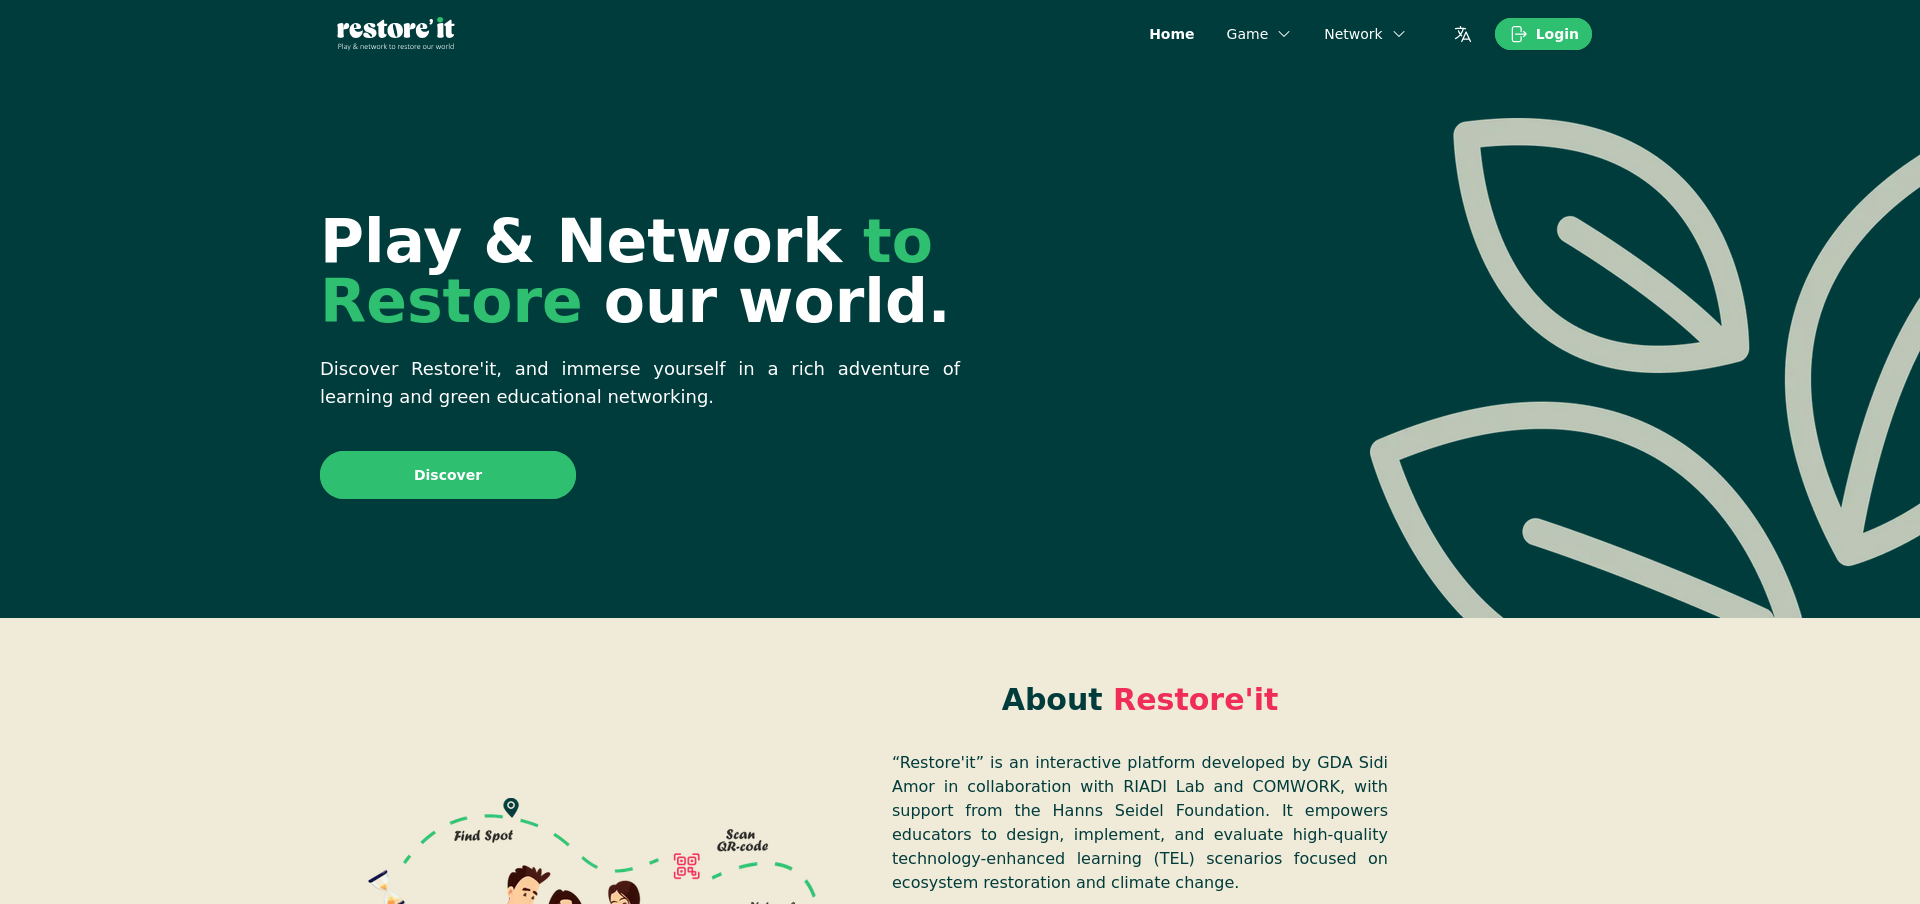 restore'it
Play & network to restore our world
Home
Game
Network
Login
Play & Network to
Restore our world.
Discover Restore'it, and immerse yourself in a rich adventure of
learning and green educational networking.
Discover
About Restore'it
“Restore'it” is an interactive platform developed by GDA Sidi
Amor in collaboration with RIADI Lab and COMWORK, with
support from the Hanns Seidel Foundation. It empowers
educators to design, implement, and evaluate high-quality
technology-enhanced learning (TEL) scenarios focused on
ecosystem restoration and climate change.
Find Spot
Scan
QR-code